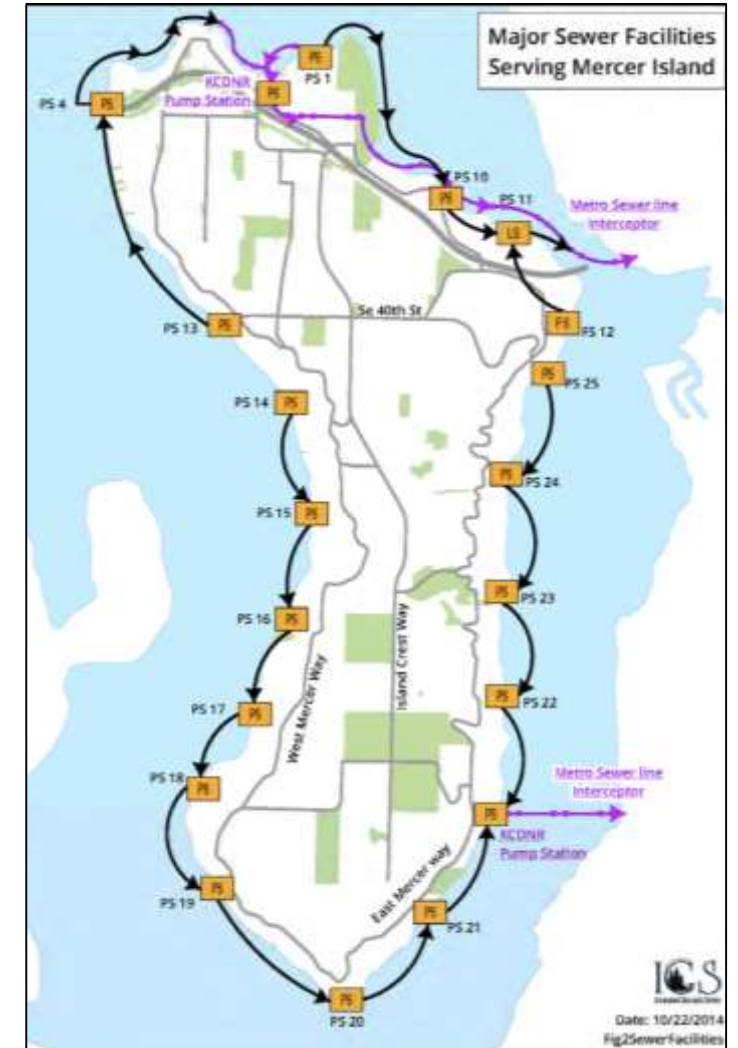 Major Sewer Facilities
Serving Mercer Island
PS 1
PS
KCDNR
Pump Station
PS
PS 4
PS
PS 10
PS
PS 11
LS
Metro Sewer line
Interceptor
PS 13
PS
Se 40th St
FS
FS 12
PS
PS 25
PS 14
PS
PS
PS 24
PS 15
PS
PS
PS 23
PS 16
PS
Island Crest Way
West Mercer Way
PS
PS 22
PS 17
PS
PS 18
PS
Metro Sewer line
Interceptor
PS
KCDNR
Pump Station
PS 19
PS
East Mercer way
PS
PS 21
PS
PS 20
ICS
Date: 10/22/2014
Fig2SewerFacilities